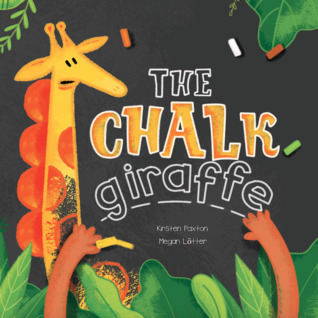 THE
CHALK
giraffe
Kirsten Paxton
Megan Lötter